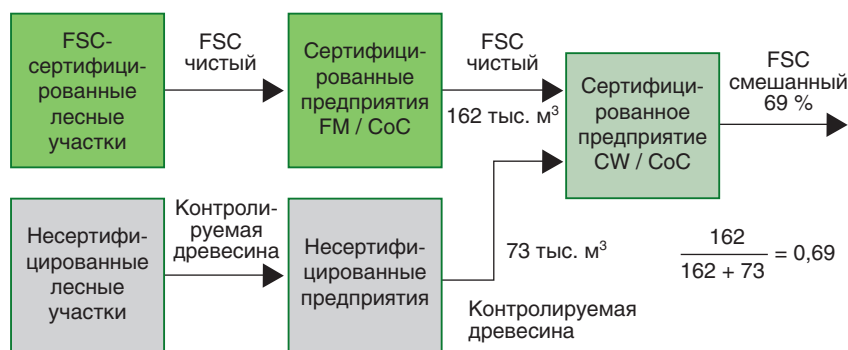 FSC-
сертифици-
рованные
лесные
участки
FSC
чистый
Сертифици-
рованные
предприятия
FM / CoC
FSC
чистый
162 тыс. м³
Сертифици-
рованное
предприятие
CW / CoC
FSC
смешанный
69 %
Несертифи-
цированные
лесные
участки
Контроли-
руемая
древесина
Несертифи-
цированные
предприятия
73 тыс. м³
Контролируемая
древесина
162
162 + 73
= 0,69